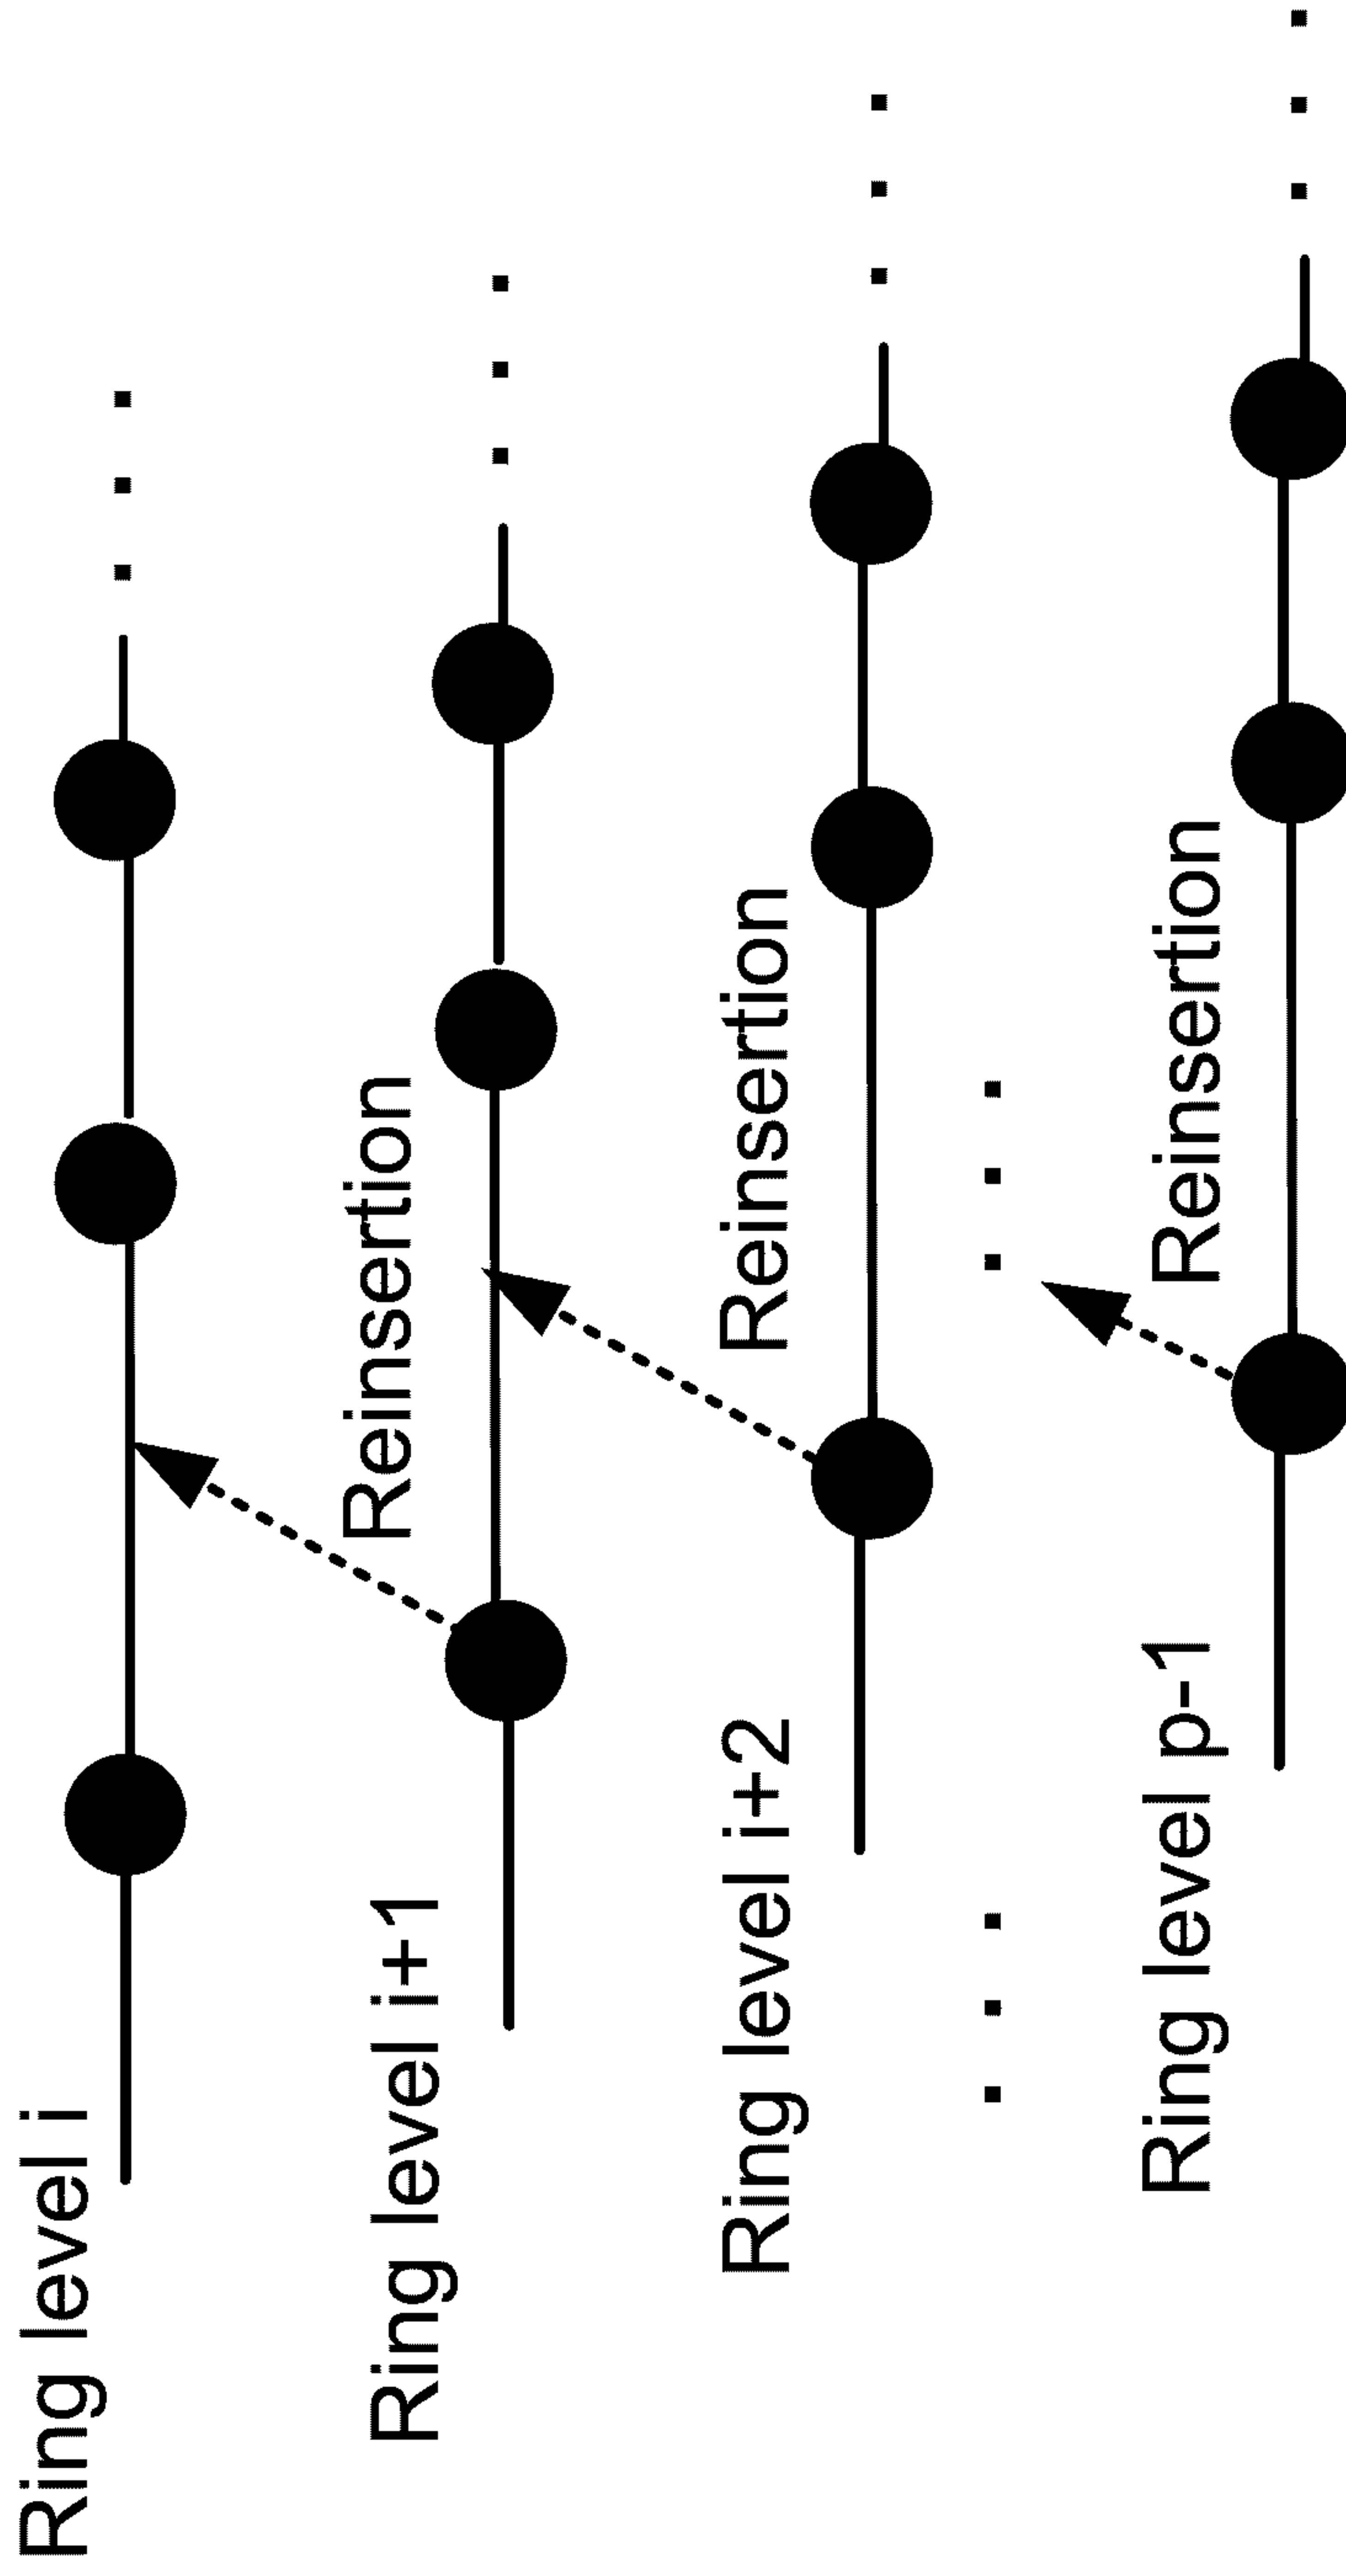 Ring level i
Ring level i+1
Reinsertion
Ring level i+2
Reinsertion
Ring level p-1
Reinsertion